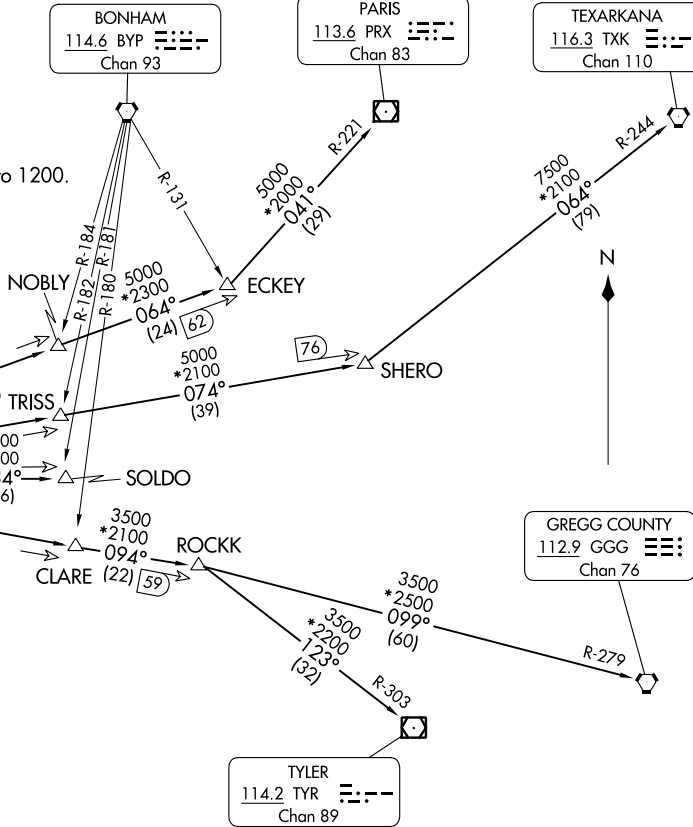 BONHAM
114.6 BYP
Chan 93
PARIS
113.6 PRX
Chan 83
TEXARKANA
116.3 TXK
Chan 110
o 1200.
R-221
R-244
R-131
5000
*2000
041°
(29)
7500
*2100
064°
(79)
R-184
R-181
R-182
R-180
N
NOBLY
5000
*2300
064°
(24)
62
ECKEY
5000
*2100
074°
(39)
76
SHERO
TRISS
00
00
4°
6)
SOLDO
3500
*2100
094°
(22)
59
CLARE
ROCKK
GREGG COUNTY
112.9 GGG
Chan 76
3500
*2500
099°
(60)
R-279
3500
*2200
123°
(32)
R-303
TYLER
114.2 TYR
Chan 89